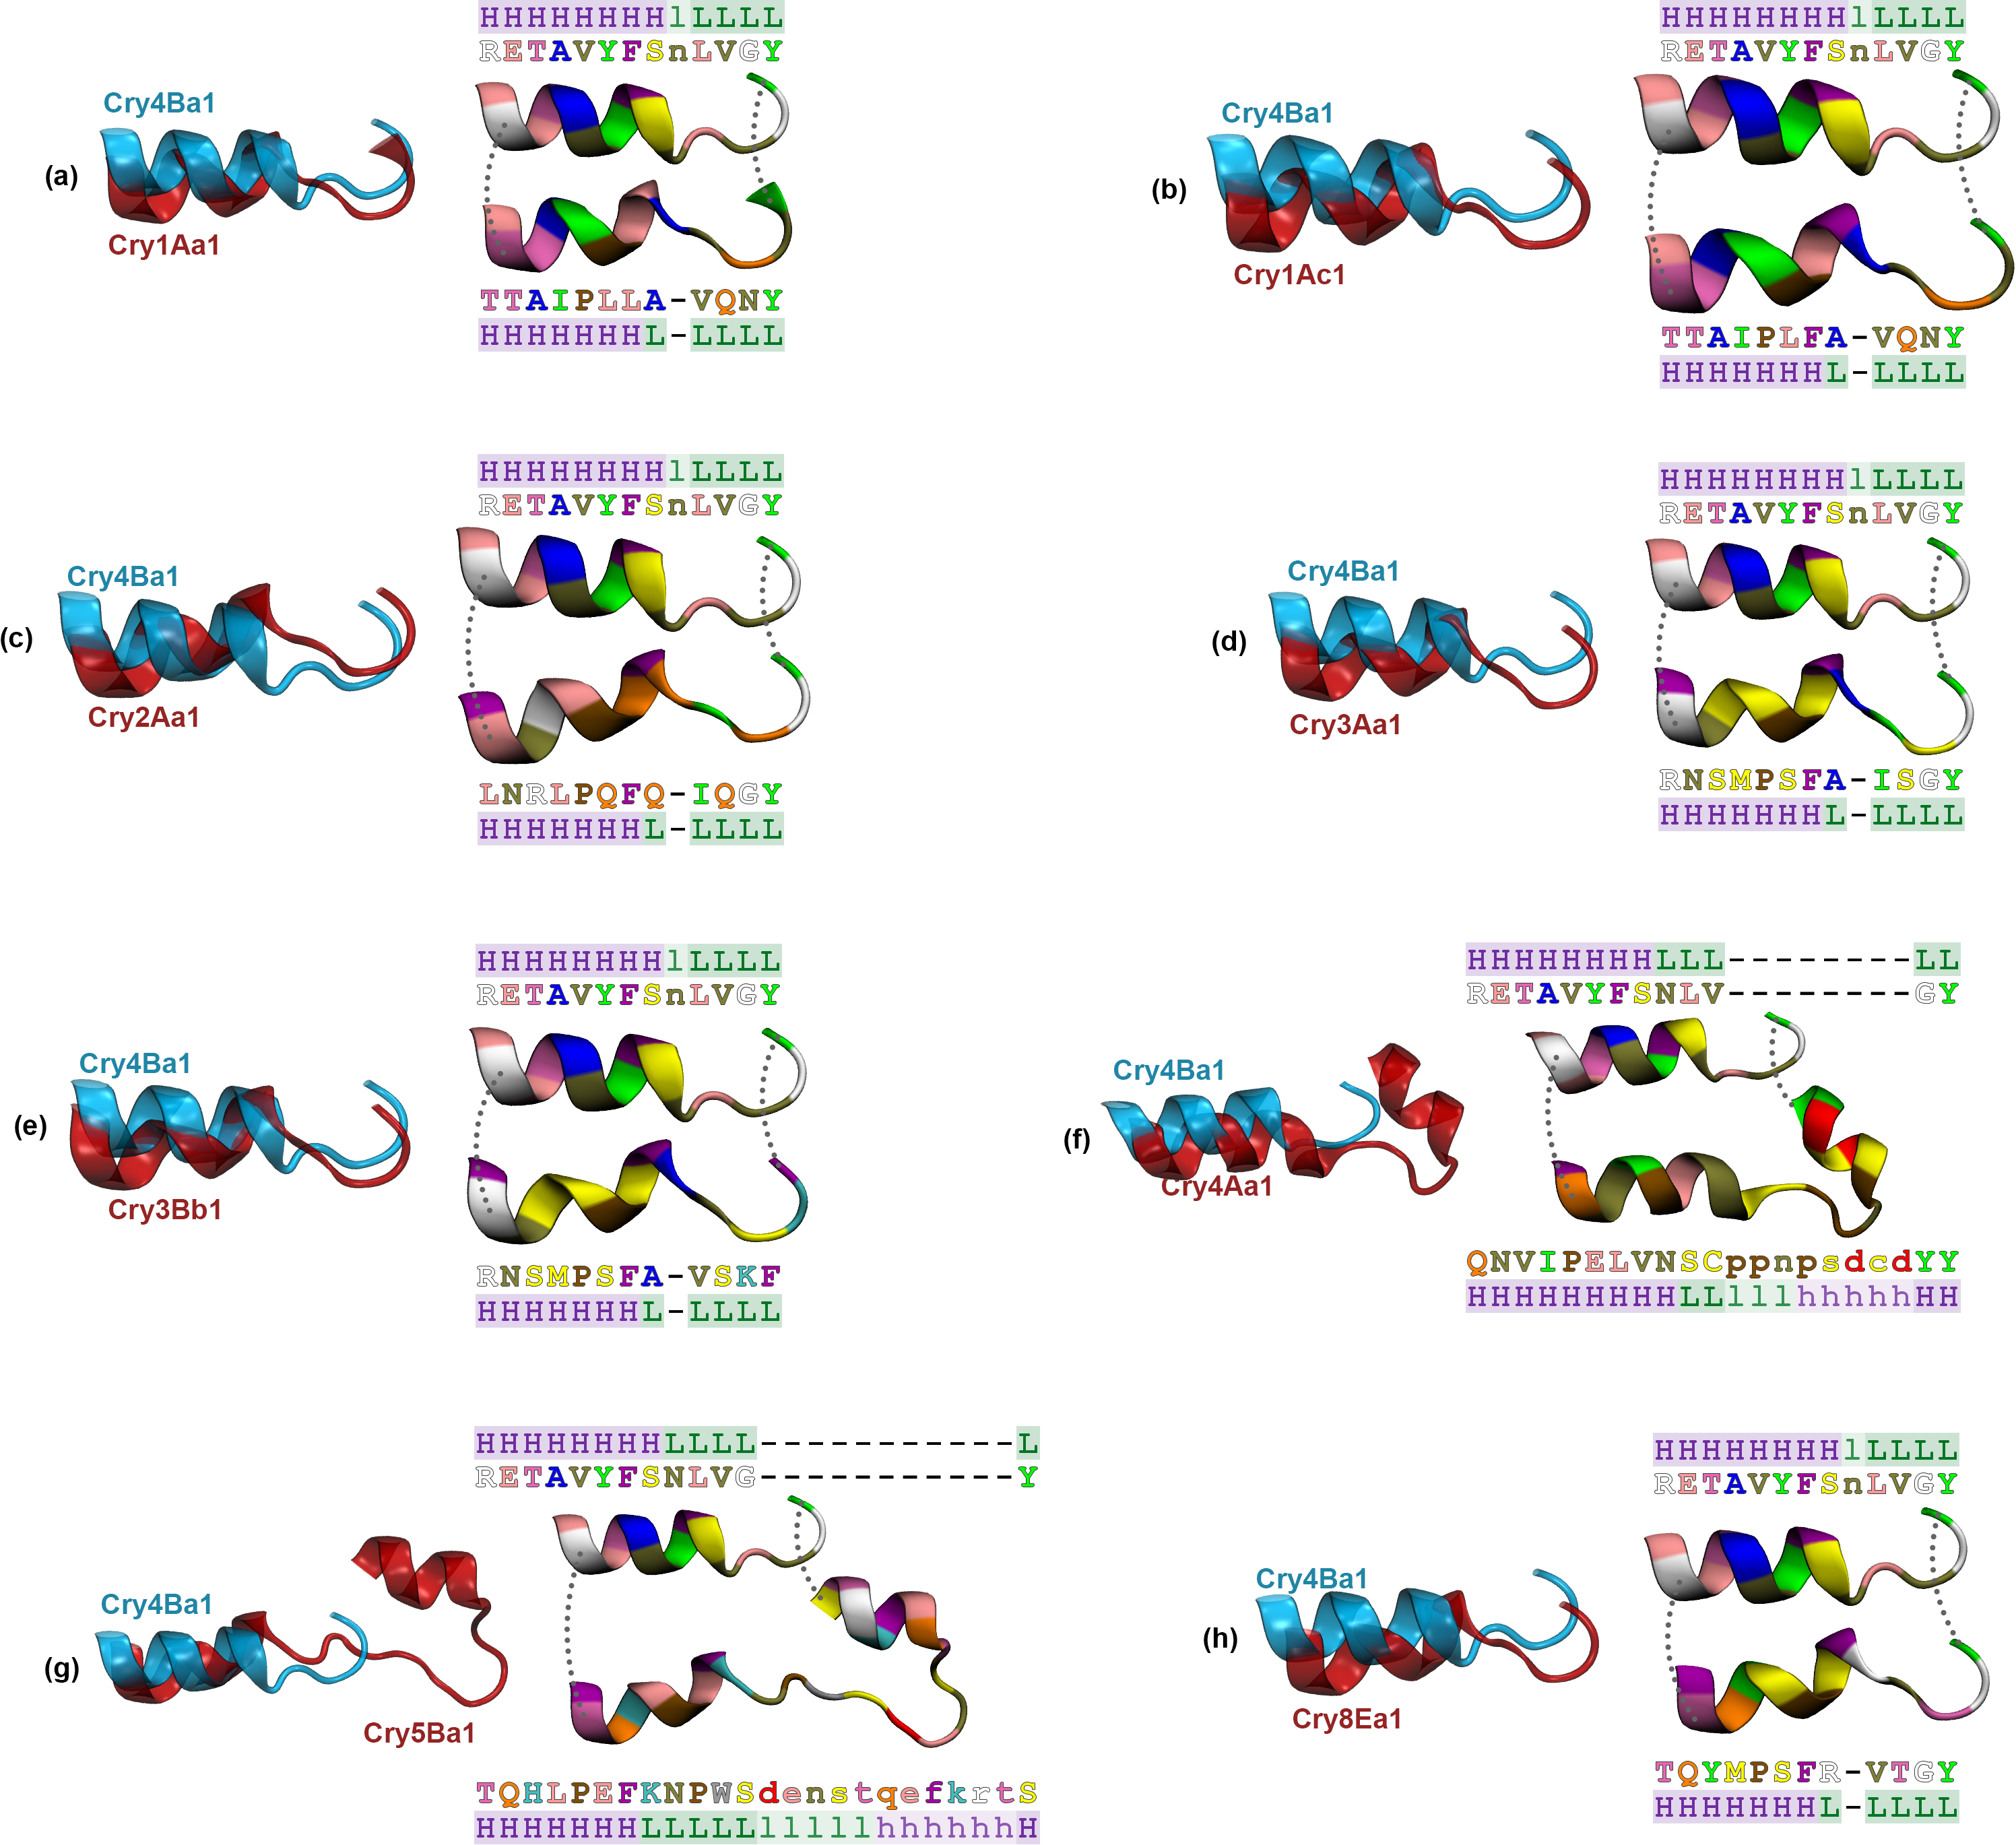 HHHHHHHHlLLLL
RETAVYFSnLVGY
Cry4Ba1
(a)
Cry1Aa1
TTAIPLLA-VQNY
HHHHHHHL-LLLL
HHHHHHHHlLLLL
RETAVYFSnLVGY
Cry4Ba1
(b)
Cry1Ac1
TTAIPLFA-VQNY
HHHHHHHL-LLLL
HHHHHHHHlLLLL
RETAVYFSnLVGY
Cry4Ba1
(c)
Cry2Aa1
LNRLPQFQ-IQGY
HHHHHHHL-LLLL
HHHHHHHHlLLLL
RETAVYFSnLVGY
Cry4Ba1
(d)
Cry3Aa1
RNSMPSFA-ISGY
HHHHHHHL-LLLL
HHHHHHHHlLLLL
RETAVYFSnLVGY
Cry4Ba1
(e)
Cry3Bb1
RNSMPSFA-VSKF
HHHHHHHL-LLLL
HHHHHHHHLLL--------LL
RETAVYFSNLV--------GY
Cry4Ba1
(f)
Cry4Aa1
QNVIPELVNSCppnpsdcdYY
HHHHHHHHHLLlllhhhhhHH
HHHHHHHHLLLL-----------L
RETAVYFSNLVG-----------Y
Cry4Ba1
(g)
Cry5Ba1
TQHLPEFKNPWSdenstqefkrtS
HHHHHHHLLLLLlllllhhhhhhH
HHHHHHHHlLLLL
RETAVYFSnLVGY
Cry4Ba1
(h)
Cry8Ea1
TQYMPSFR-VTGY
HHHHHHHL-LLLL